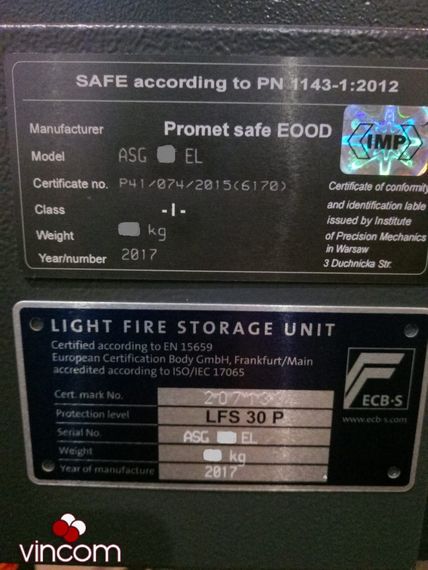 SAFE according to PN 1143-1:2012
Manufacturer Promet safe EOOD
IMP
Model ASG EL
Certificate no. P41/074/2015(6170)
Class -I-
Weight kg
Year/number 2017
Certificate of conformity
and identification lable
issued by Institute
of Precision Mechanics
in Warsaw
3 Duchnicka Str.
LIGHT FIRE STORAGE UNIT
Certified according to EN 15659
European Certification Body GmbH, Frankfurt/Main
accredited according to ISO/IEC 17065
Cert. mark No.
Protection level LFS 30 P
Serial No. ASG EL
Weight kg
Year of manufacture 2017
ECB·S
www.ecb-s.com
vincom